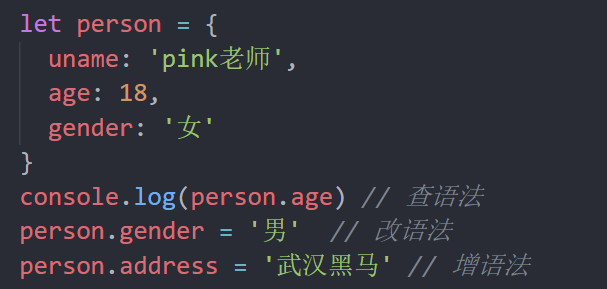 let person = {
  uname: 'pink老师',
  age: 18,
  gender: '女'
}
console.log(person.age) // 查语法
person.gender = '男'  // 改语法
person.address = '武汉黑马' // 增语法